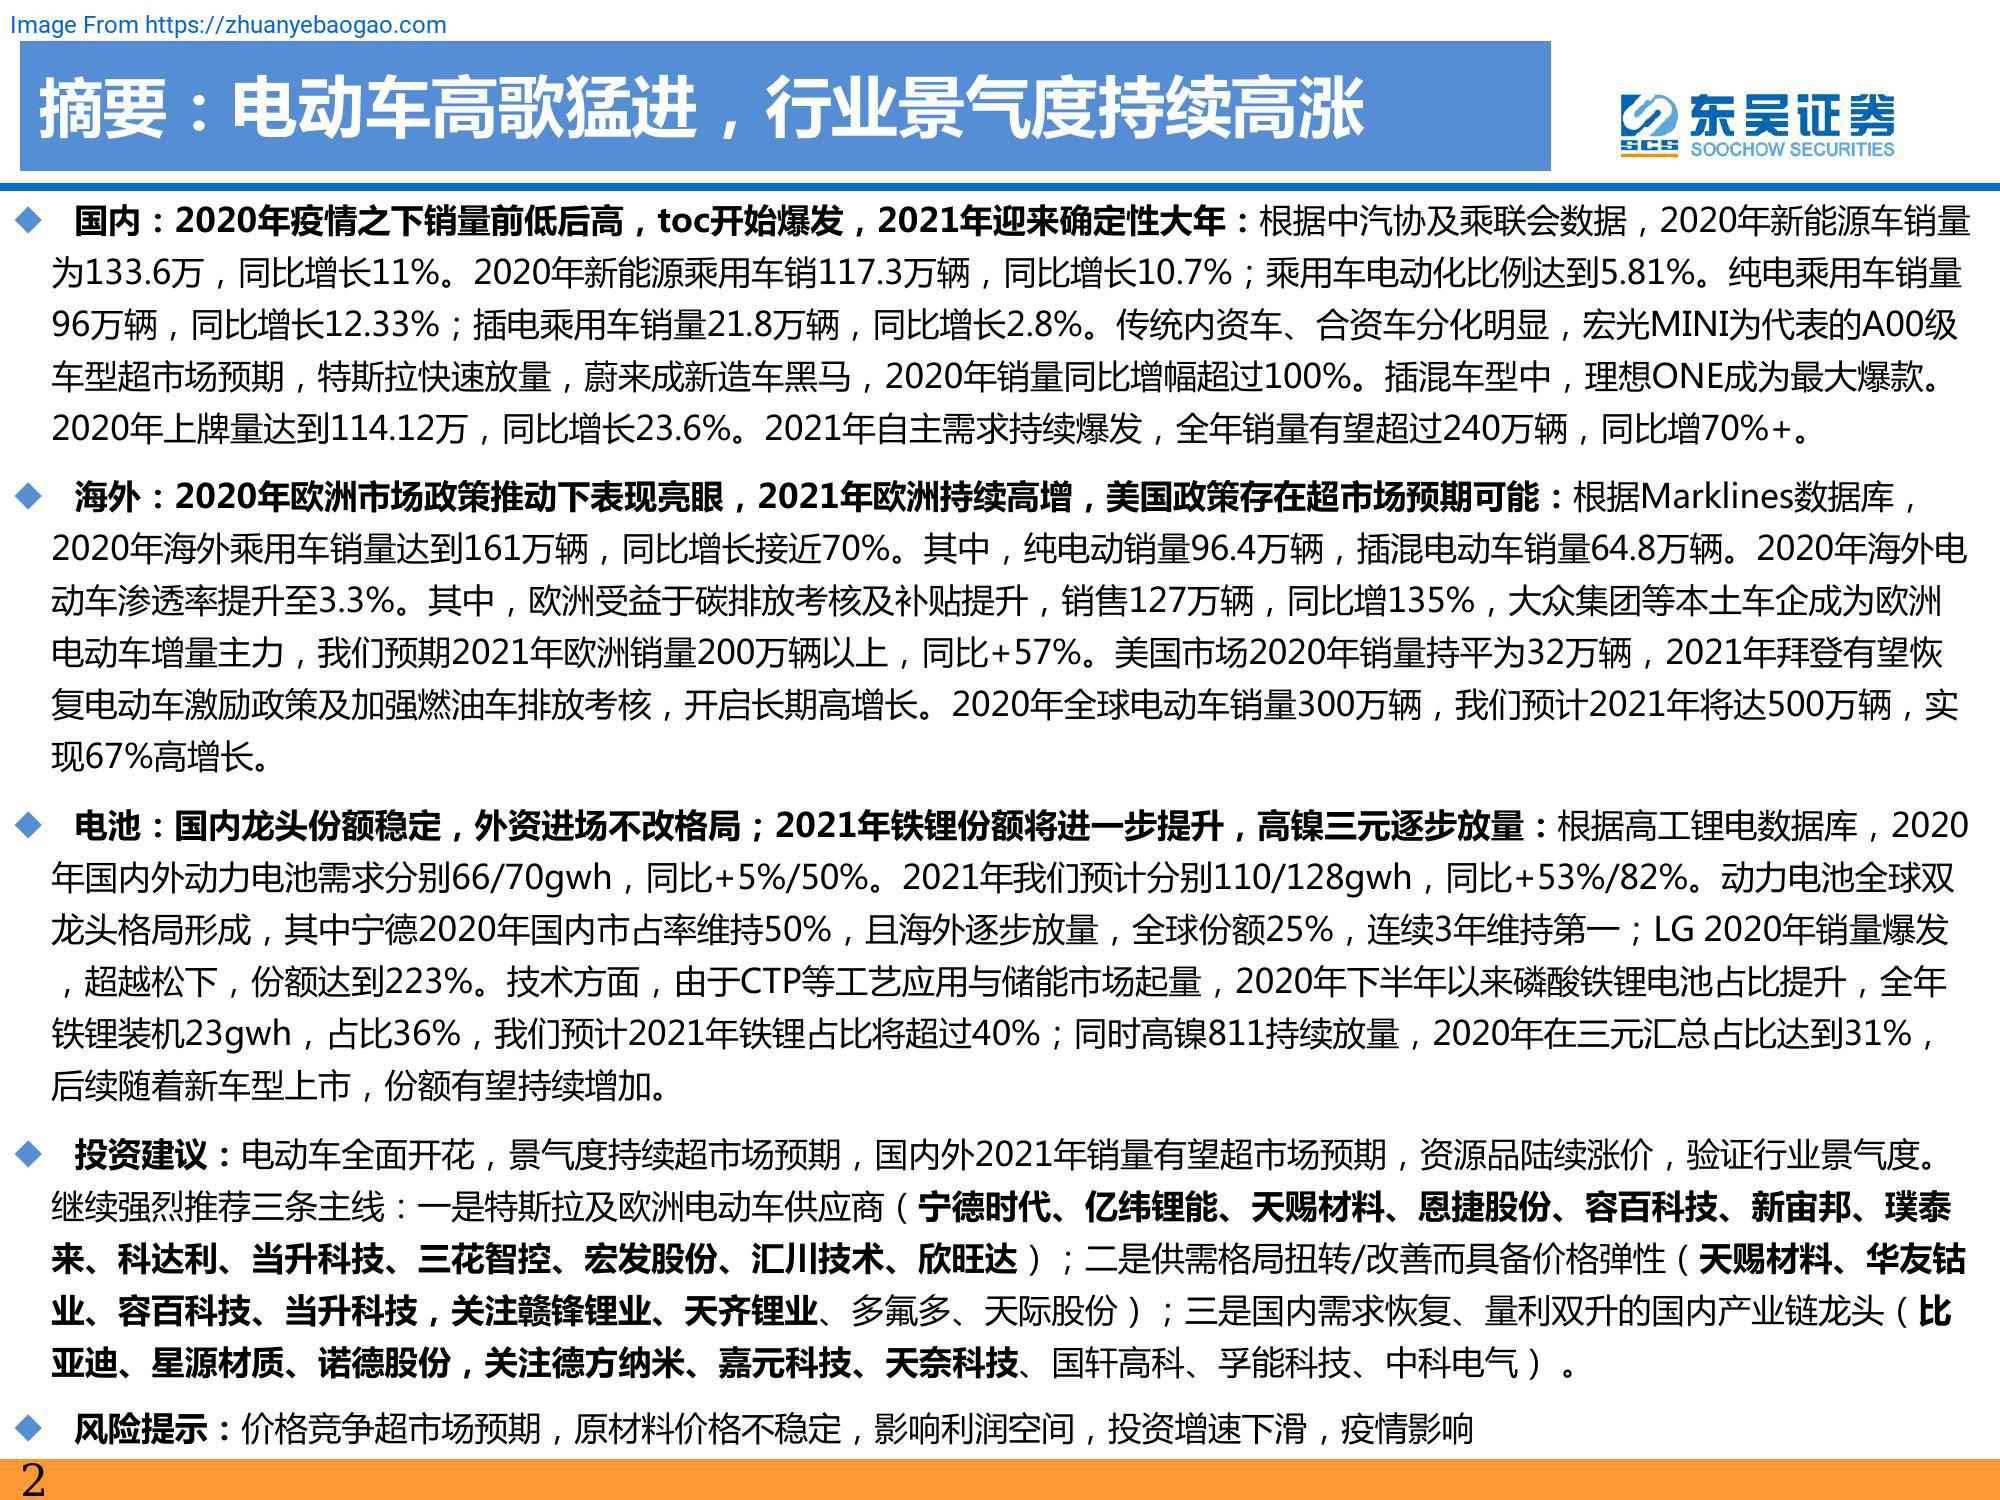 Image From https://zhuanyebaogao.com
摘要：电动车高歌猛进，行业景气度持续高涨
东吴证券
SCS
SOOCHOW SECURITIES
国内：2020年疫情之下销量前低后高，toc开始爆发，2021年迎来确定性大年：根据中汽协及乘联会数据，2020年新能源车销量
为133.6万，同比增长11%。2020年新能源乘用车销117.3万辆，同比增长10.7%；乘用车电动化比例达到5.81%。纯电乘用车销量
96万辆，同比增长12.33%；插电乘用车销量21.8万辆，同比增长2.8%。传统内资车、合资车分化明显，宏光MINI为代表的A00级
车型超市场预期，特斯拉快速放量，蔚来成新造车黑马，2020年销量同比增幅超过100%。插混车型中，理想ONE成为最大爆款。
2020年上牌量达到114.12万，同比增长23.6%。2021年自主需求持续爆发，全年销量有望超过240万辆，同比增70%+。
海外：2020年欧洲市场政策推动下表现亮眼，2021年欧洲持续高增，美国政策存在超市场预期可能：根据Marklines数据库，
2020年海外乘用车销量达到161万辆，同比增长接近70%。其中，纯电动销量96.4万辆，插混电动车销量64.8万辆。2020年海外电
动车渗透率提升至3.3%。其中，欧洲受益于碳排放考核及补贴提升，销售127万辆，同比增135%，大众集团等本土车企成为欧洲
电动车增量主力，我们预期2021年欧洲销量200万辆以上，同比+57%。美国市场2020年销量持平为32万辆，2021年拜登有望恢
复电动车激励政策及加强燃油车排放考核，开启长期高增长。2020年全球电动车销量300万辆，我们预计2021年将达500万辆，实
现67%高增长。
电池：国内龙头份额稳定，外资进场不改格局；2021年铁锂份额将进一步提升，高镍三元逐步放量：根据高工锂电数据库，2020
年国内外动力电池需求分别66/70gwh，同比+5%/50%。2021年我们预计分别110/128gwh，同比+53%/82%。动力电池全球双
龙头格局形成，其中宁德2020年国内市占率维持50%，且海外逐步放量，全球份额25%，连续3年维持第一；LG 2020年销量爆发
，超越松下，份额达到223%。技术方面，由于CTP等工艺应用与储能市场起量，2020年下半年以来磷酸铁锂电池占比提升，全年
铁锂装机23gwh，占比36%，我们预计2021年铁锂占比将超过40%；同时高镍811持续放量，2020年在三元汇总占比达到31%，
后续随着新车型上市，份额有望持续增加。
投资建议：电动车全面开花，景气度持续超市场预期，国内外2021年销量有望超市场预期，资源品陆续涨价，验证行业景气度。
继续强烈推荐三条主线：一是特斯拉及欧洲电动车供应商（宁德时代、亿纬锂能、天赐材料、恩捷股份、容百科技、新宙邦、璞泰
来、科达利、当升科技、三花智控、宏发股份、汇川技术、欣旺达）；二是供需格局扭转/改善而具备价格弹性（天赐材料、华友钴
业、容百科技、当升科技，关注赣锋锂业、天齐锂业、多氟多、天际股份）；三是国内需求恢复、量利双升的国内产业链龙头（比
亚迪、星源材质、诺德股份，关注德方纳米、嘉元科技、天奈科技、国轩高科、孚能科技、中科电气）。
风险提示：价格竞争超市场预期，原材料价格不稳定，影响利润空间，投资增速下滑，疫情影响
2